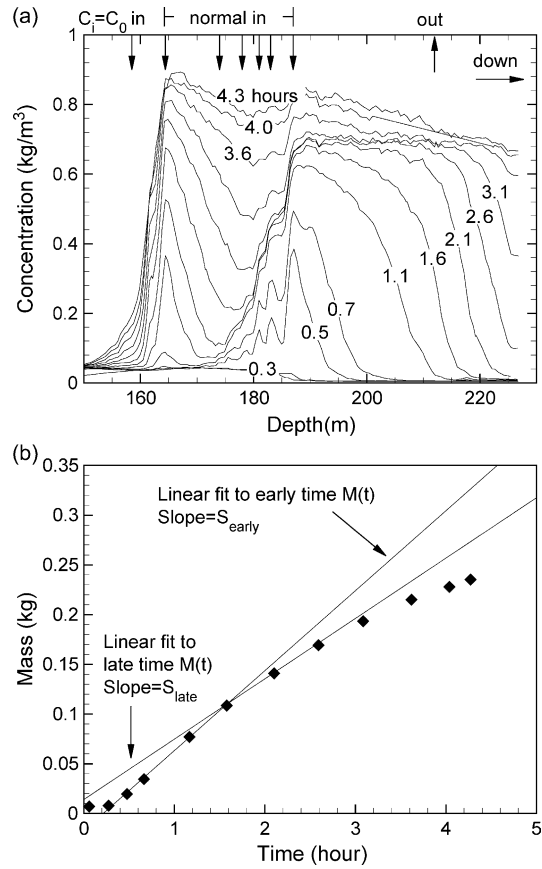 (a)
Cᵢ=C₀ in
normal in
out
down
1
0.8
0.6
0.4
0.2
0
Concentration (kg/m³)
4.3 hours
4.0
3.6
3.1
2.6
2.1
1.6
1.1
0.7
0.5
0.3
160
180
200
220
Depth(m)
(b)
0.35
0.3
0.25
0.2
0.15
0.1
0.05
0
Mass (kg)
Linear fit to early time M(t)
Slope=S_early
Linear fit to
late time M(t)
Slope=S_late
0
1
2
3
4
5
Time (hour)